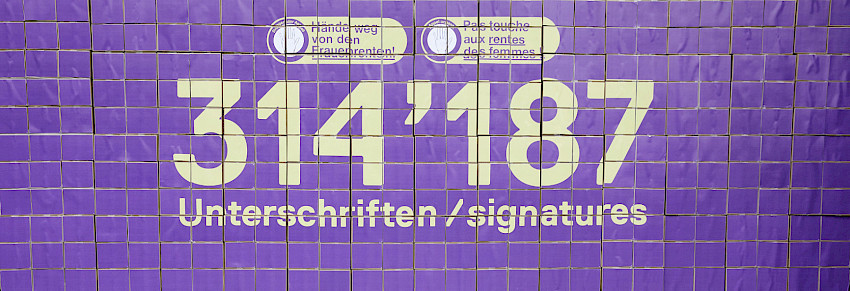 Hände weg
von den
Frauenrenten!
Pas touche
aux rentes
des femmes !
314’187
Unterschriften / signatures